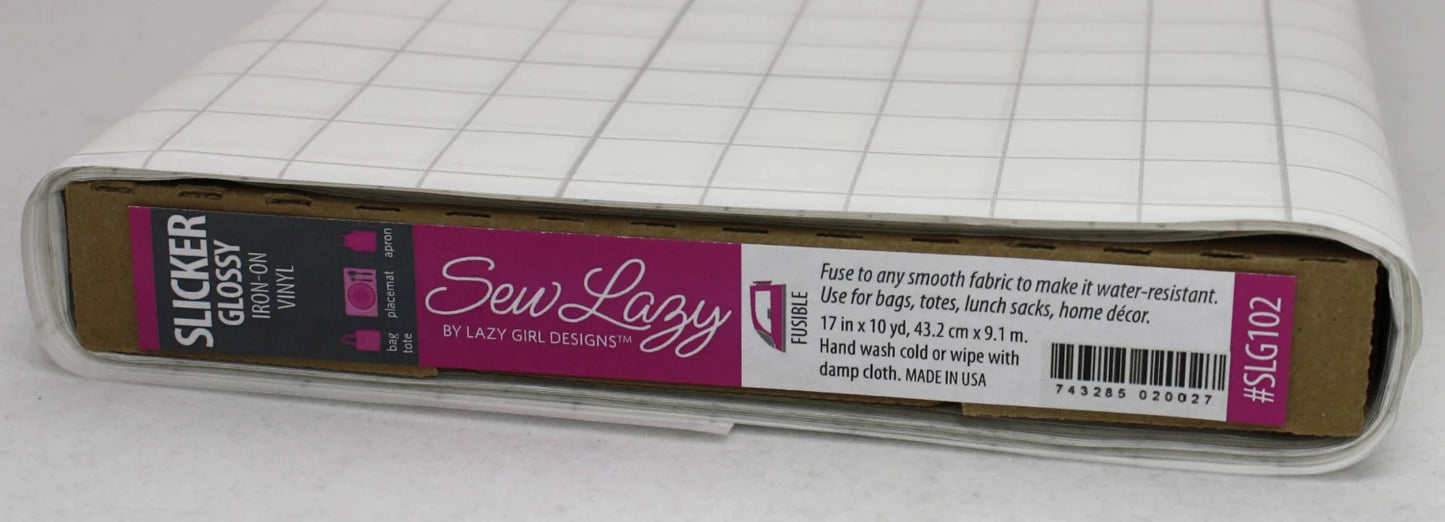 SLICKER
GLOSSY
IRON-ON
VINYL
bag
tote
placemat
apron
Sew Lazy
BY LAZY GIRL DESIGNS™
FUSIBLE
Fuse to any smooth fabric to make it water-resistant.
Use for bags, totes, lunch sacks, home décor.
17 in x 10 yd, 43.2 cm x 9.1 m.
Hand wash cold or wipe with
damp cloth. MADE IN USA
743285 020027
#SLG102